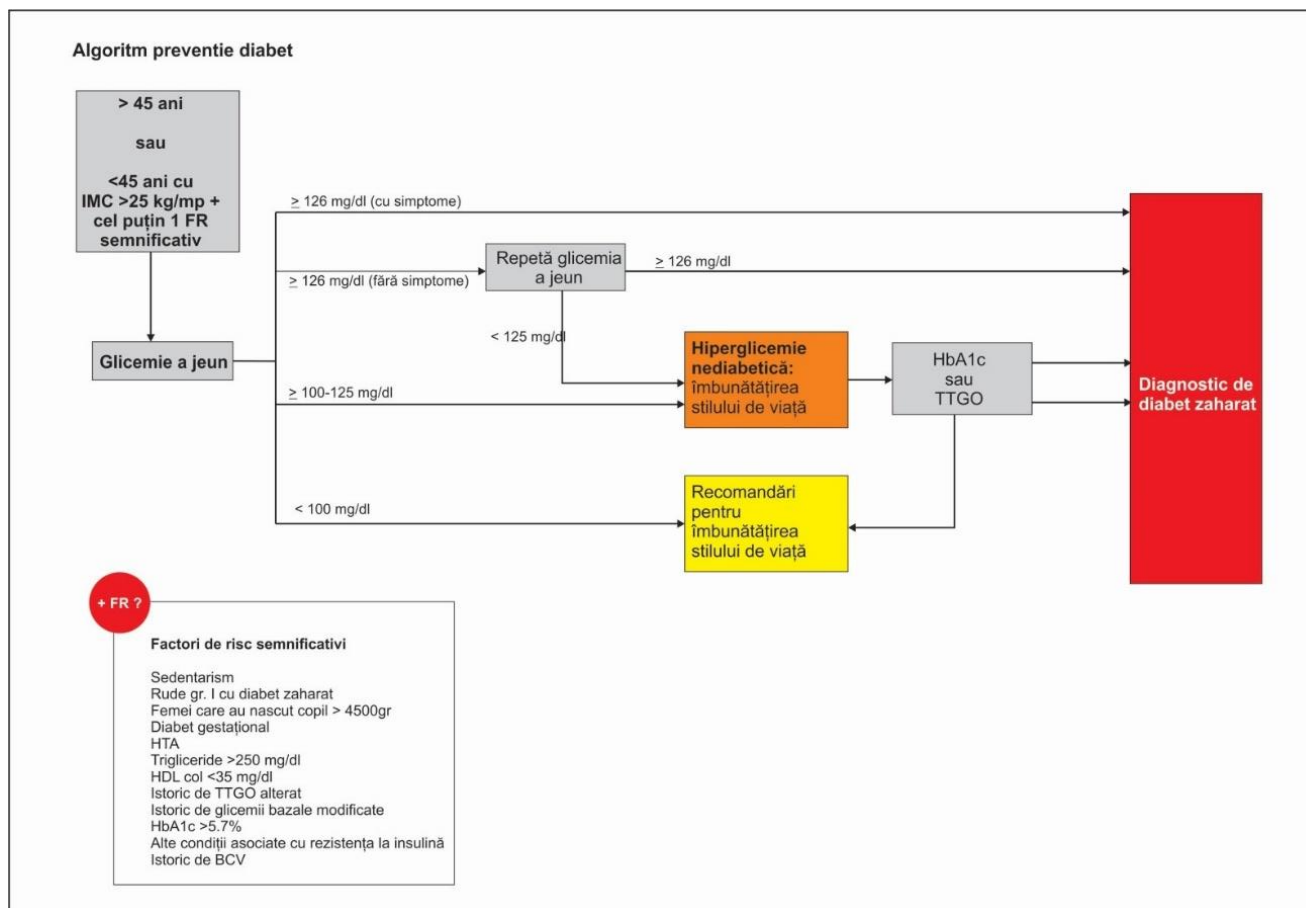 Algoritm preventie diabet
> 45 ani
sau
<45 ani cu
IMC >25 kg/mp +
cel puțin 1 FR
semnificativ
Glicemie a jeun
≥ 126 mg/dl (cu simptome)
≥ 126 mg/dl (fără simptome)
Repetă glicemia
a jeun
≥ 126 mg/dl
< 125 mg/dl
≥ 100-125 mg/dl
Hiperglicemie
nediabetică:
îmbunătățirea
stilului de viață
HbA1c
sau
TTGO
Diagnostic de
diabet zaharat
< 100 mg/dl
Recomandări
pentru
îmbunătățirea
stilului de viață
+ FR ?
Factori de risc semnificativi
Sedentarism
Rude gr. I cu diabet zaharat
Femei care au nascut copil > 4500gr
Diabet gestațional
HTA
Trigliceride >250 mg/dl
HDL col <35 mg/dl
Istoric de TTGO alterat
Istoric de glicemii bazale modificate
HbA1c >5.7%
Alte condiții asociate cu rezistența la insulină
Istoric de BCV